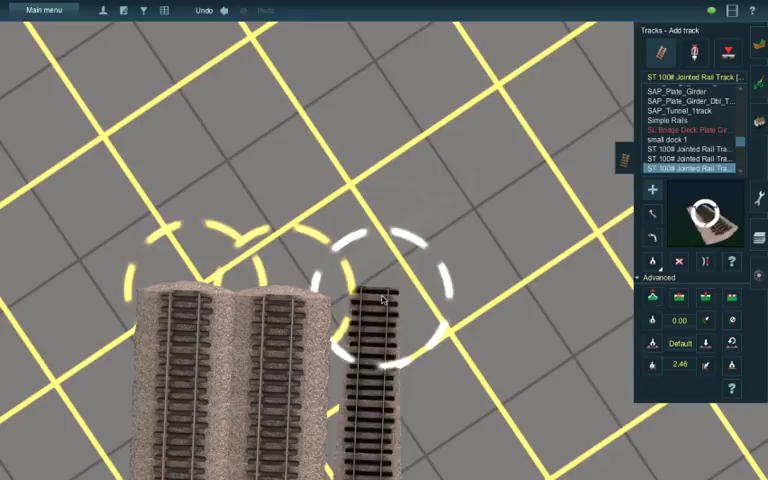 Main menu
Undo
Redo
?
Tracks - Add track
ST 100# Jointed Rail Track [...
SAP_Plate_Girder
SAP_Plate_Girder_Dbl_T...
SAP_Tunnel_1track
Simple Rails
SL Bridge Deck Plate Gir...
small dock 1
ST 100# Jointed Rail Tra...
ST 100# Jointed Rail Tra...
ST 100# Jointed Rail Tra...
?
Advanced
0.00
Default
2.46
?